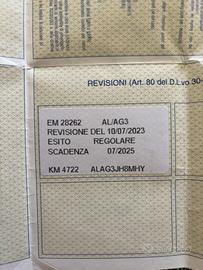 REVISIONI (Art. 80 del D.Lvo 30-
EM 28262 AL/AG3
REVISIONE DEL 10/07/2023
ESITO REGOLARE
SCADENZA 07/2025
KM 4722 ALAG3JH8MHY